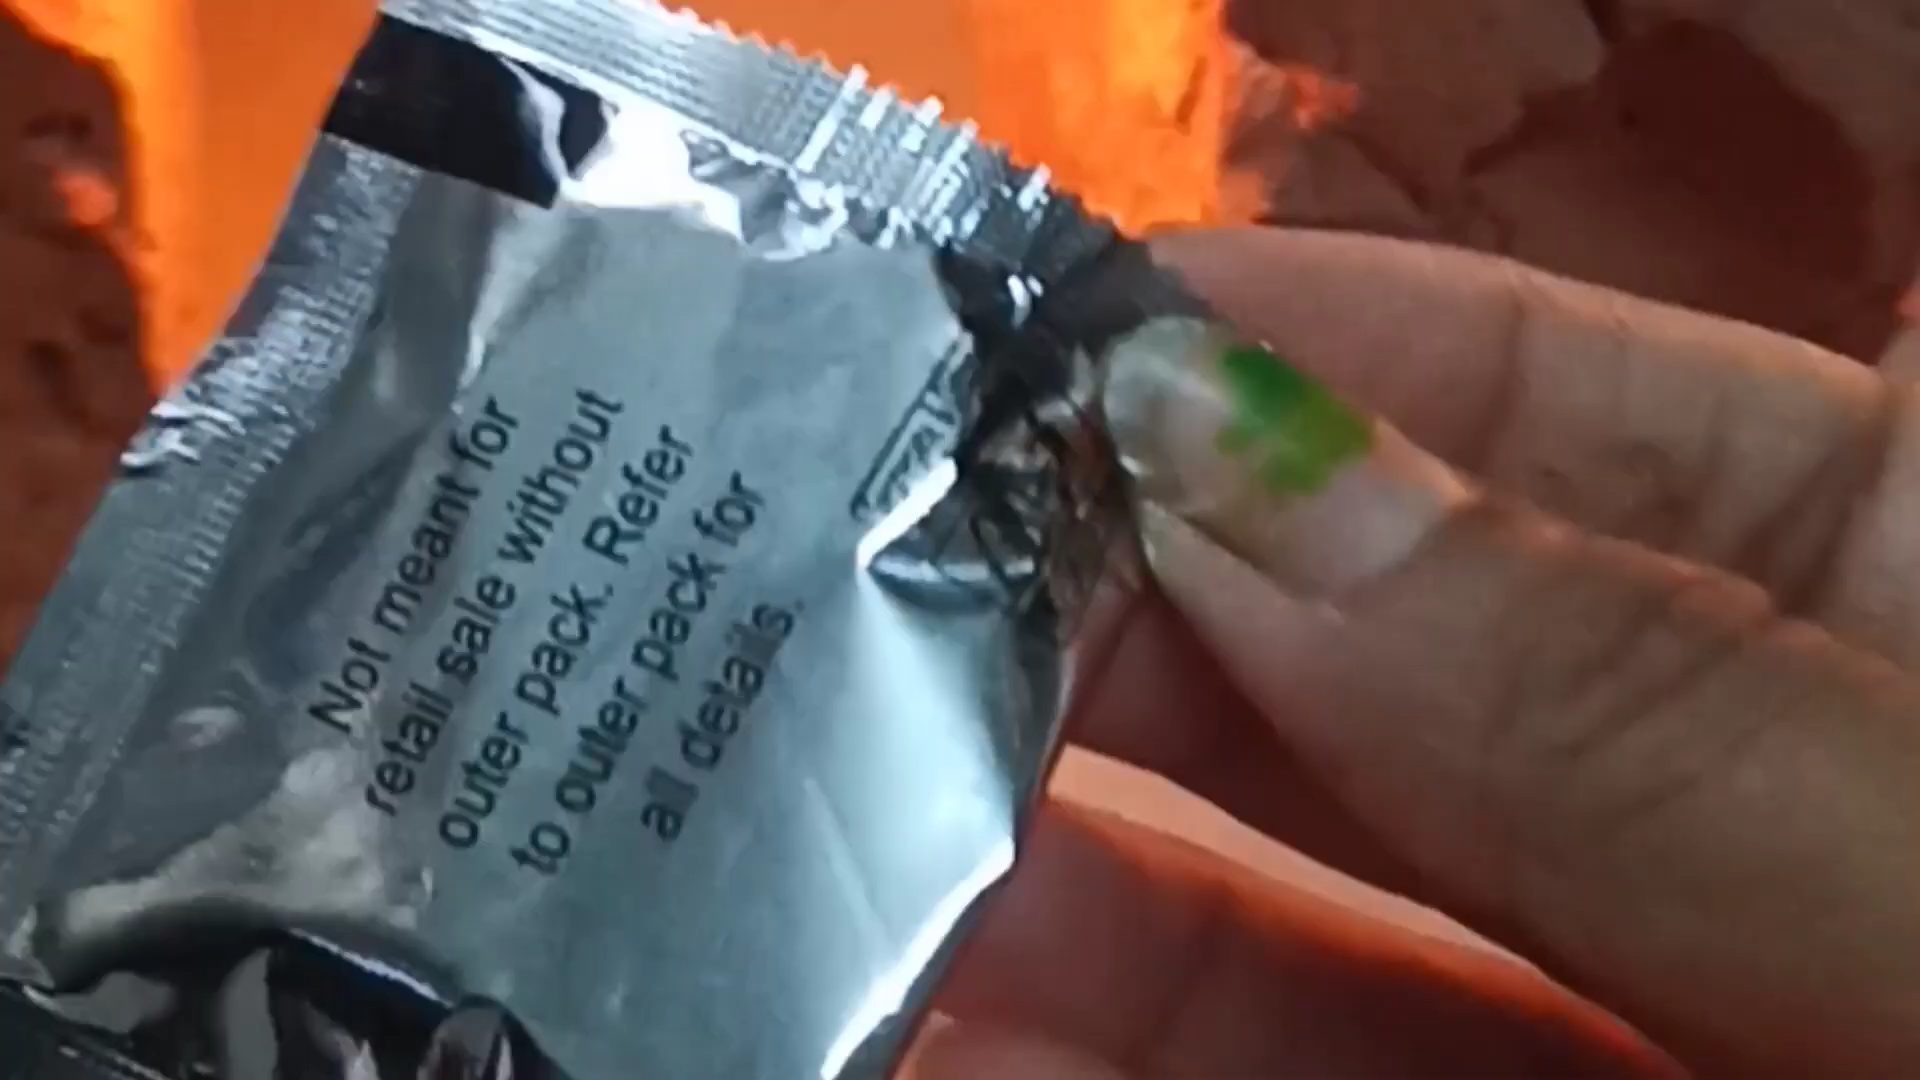 Not meant for
retail sale without
outer pack. Refer
to outer pack for
all details.